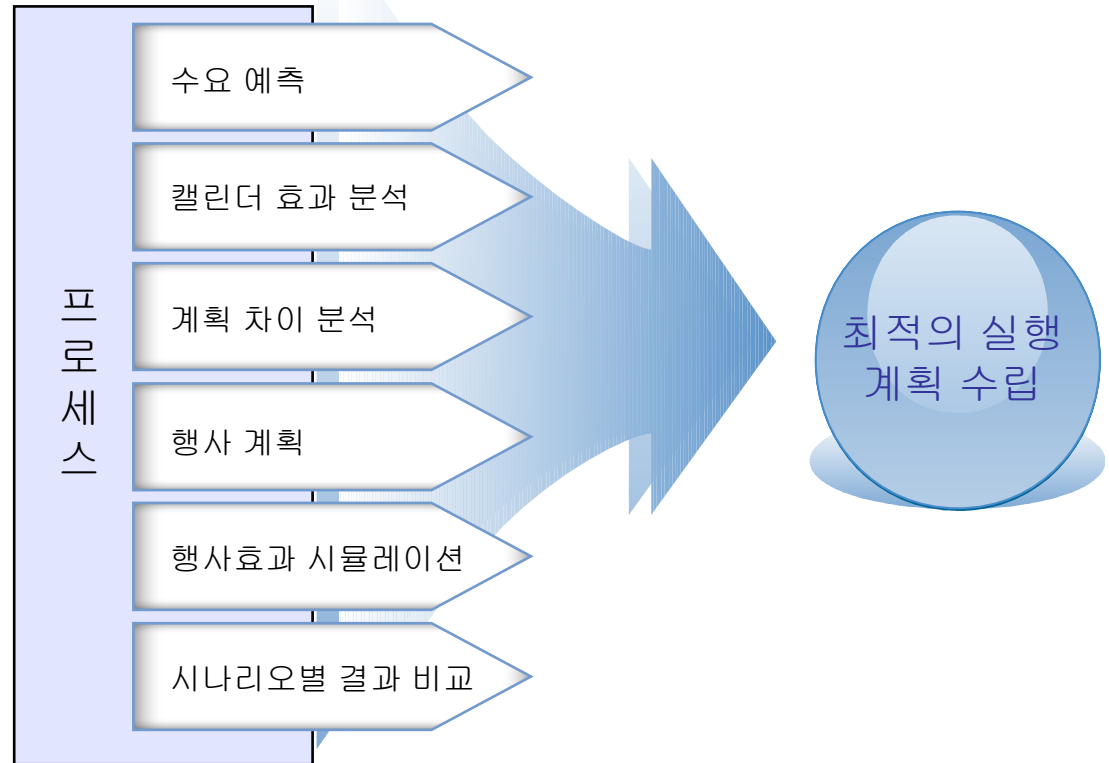 프로세스
수요 예측
캘린더 효과 분석
계획 차이 분석
행사 계획
행사효과 시뮬레이션
시나리오별 결과 비교
최적의 실행
계획 수립